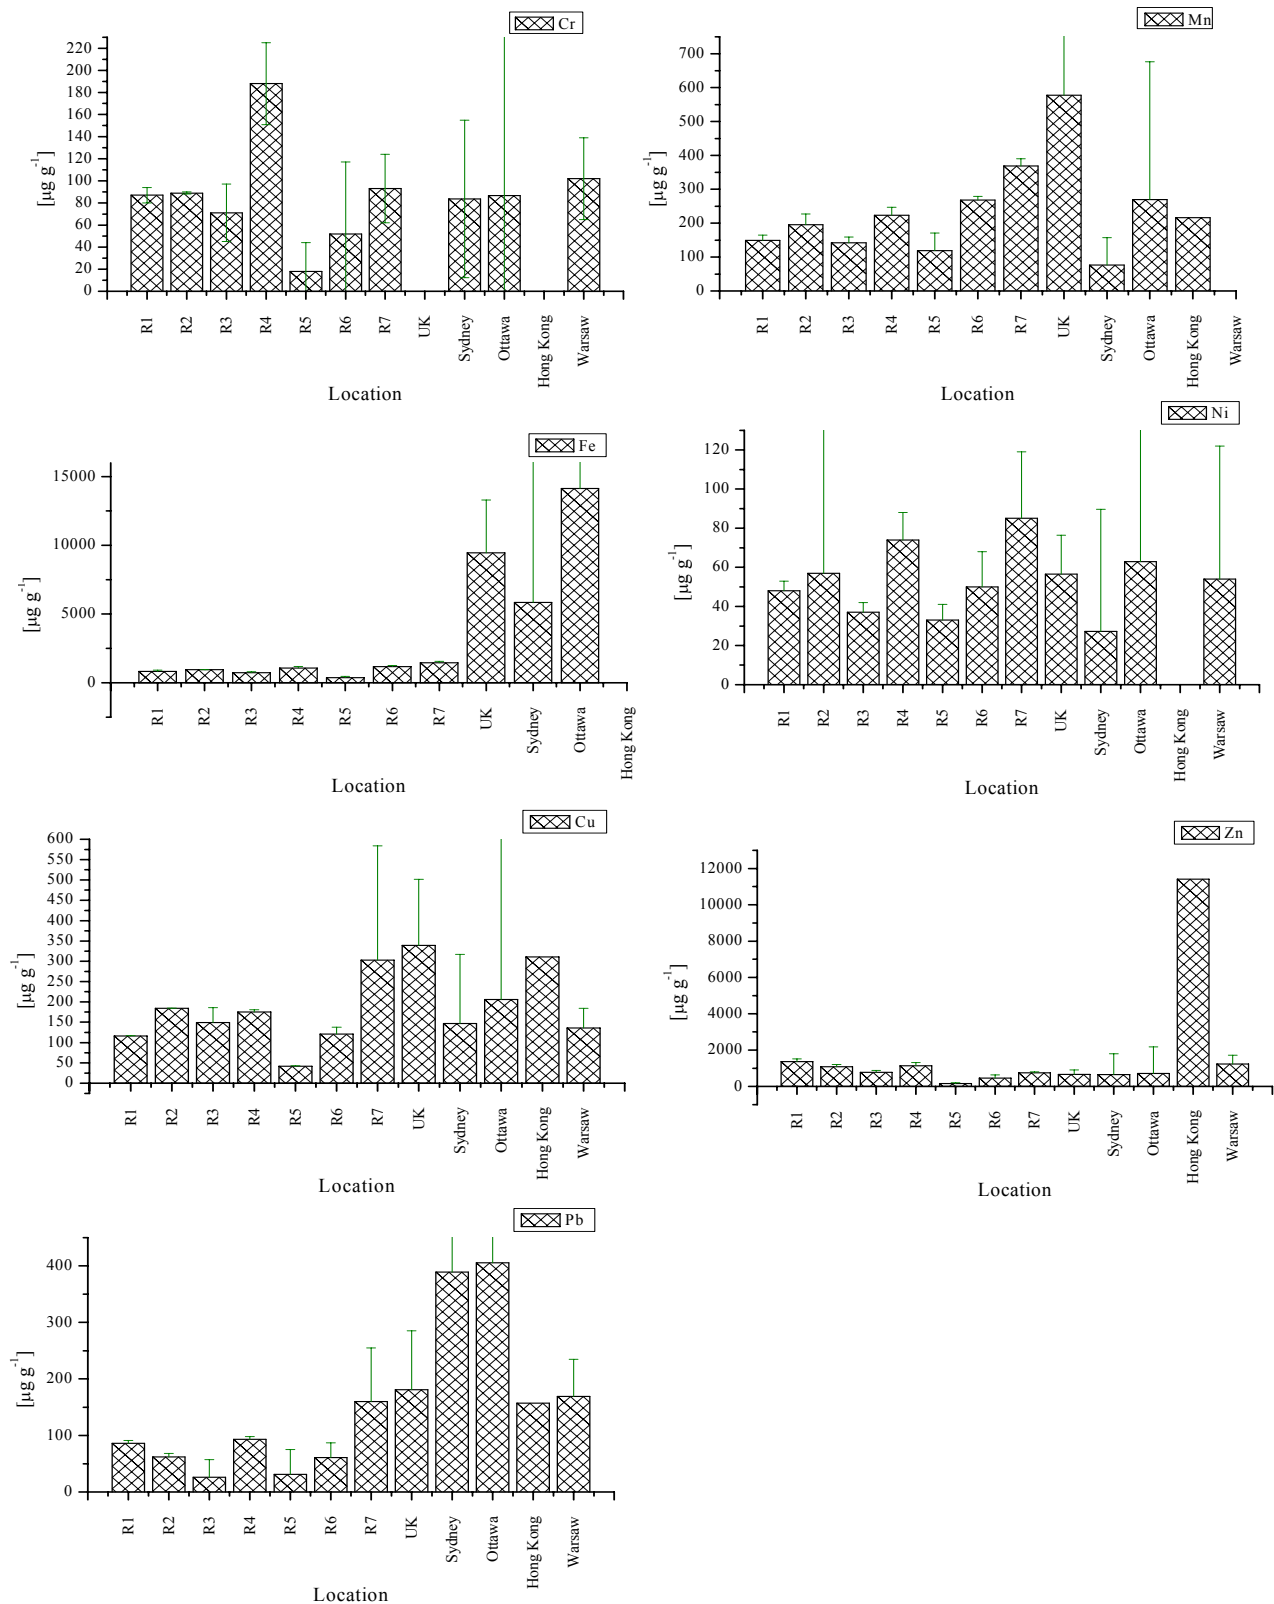 Cr
[µg g-1]
220
200
180
160
140
120
100
80
60
40
20
0
R1
R2
R3
R4
R5
R6
R7
UK
Sydney
Ottawa
Hong Kong
Warsaw
Location
Mn
[µg g-1]
700
600
500
400
300
200
100
0
R1
R2
R3
R4
R5
R6
R7
UK
Sydney
Ottawa
Hong Kong
Warsaw
Location
Fe
[µg g-1]
15000
10000
5000
0
R1
R2
R3
R4
R5
R6
R7
UK
Sydney
Ottawa
Hong Kong
Location
Ni
[µg g-1]
120
100
80
60
40
20
0
R1
R2
R3
R4
R5
R6
R7
UK
Sydney
Ottawa
Hong Kong
Warsaw
Location
Cu
[µg g-1]
600
550
500
450
400
350
300
250
200
150
100
50
0
R1
R2
R3
R4
R5
R6
R7
UK
Sydney
Ottawa
Hong Kong
Warsaw
Location
Zn
[µg g-1]
12000
10000
8000
6000
4000
2000
0
R1
R2
R3
R4
R5
R6
R7
UK
Sydney
Ottawa
Hong Kong
Warsaw
Location
Pb
[µg g-1]
400
300
200
100
0
R1
R2
R3
R4
R5
R6
R7
UK
Sydney
Ottawa
Hong Kong
Warsaw
Location